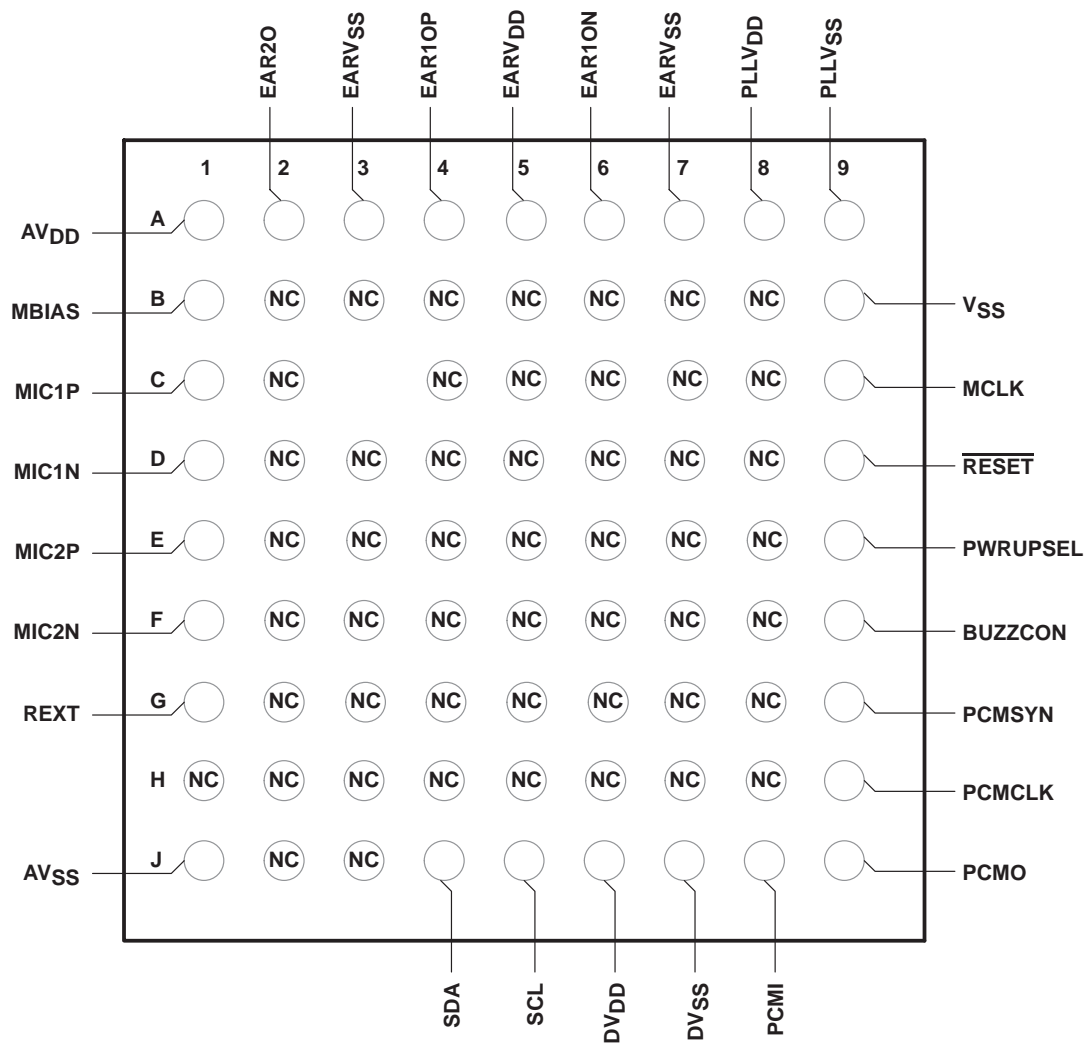 EAR2O EARVSS EAR1OP EARVDD EAR1ON EARVSS PLLVDD PLLVSS
1 2 3 4 5 6 7 8 9
AVDD A
MBIAS B NC NC NC NC NC NC NC VSS
MIC1P C NC NC NC NC NC NC MCLK
MIC1N D NC NC NC NC NC NC NC RESET
MIC2P E NC NC NC NC NC NC NC PWRUPSEL
MIC2N F NC NC NC NC NC NC NC BUZZCON
REXT G NC NC NC NC NC NC NC PCMSYN
H NC NC NC NC NC NC NC NC PCMCLK
AVSS J NC NC PCMO
SDA SCL DVDD DVSS PCMI